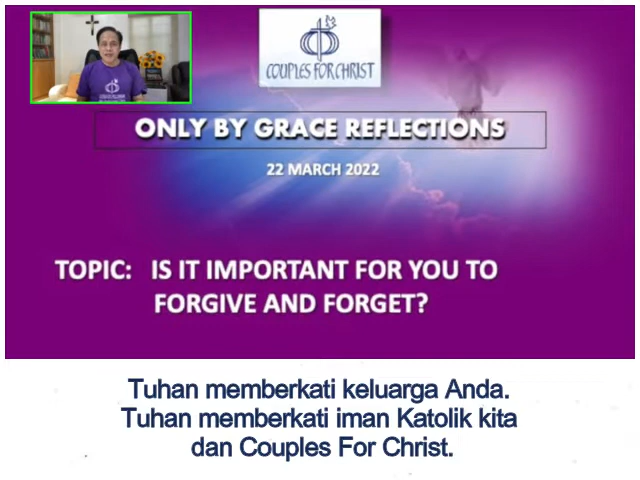 COUPLES FOR CHRIST
ONLY BY GRACE REFLECTIONS
22 MARCH 2022
TOPIC: IS IT IMPORTANT FOR YOU TO
FORGIVE AND FORGET?
Tuhan memberkati keluarga Anda.
Tuhan memberkati iman Katolik kita
dan Couples For Christ.